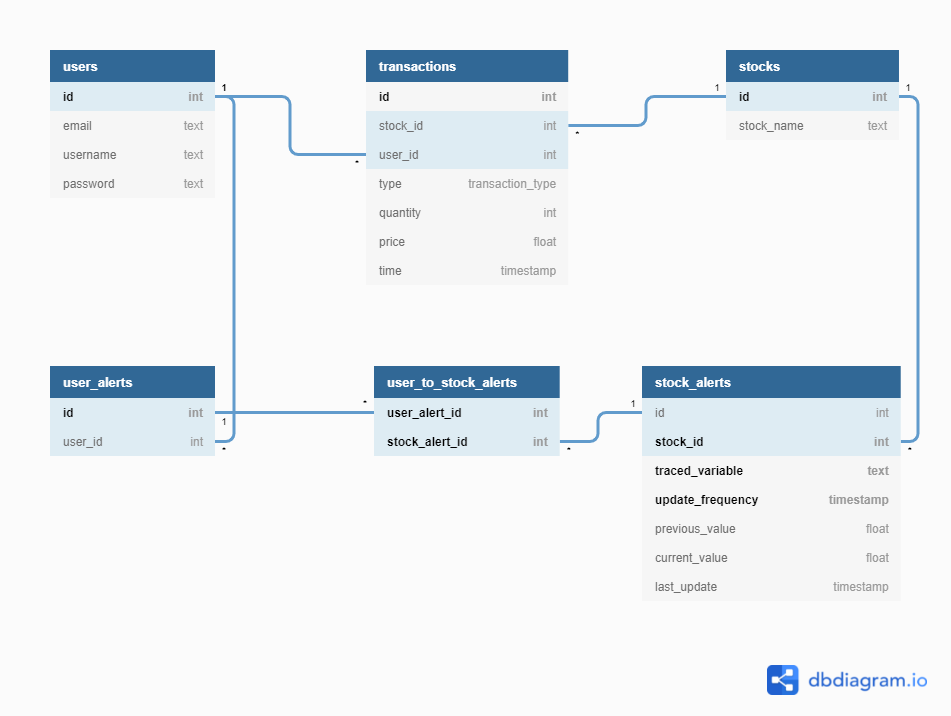 users
id int
email text
username text
password text
transactions
id int
stock_id int
user_id int
type transaction_type
quantity int
price float
time timestamp
stocks
id int
stock_name text
1
*
*
1
1
user_alerts
id int
user_id int
1
*
user_to_stock_alerts
user_alert_id int
stock_alert_id int
*
*
stock_alerts
id int
stock_id int
traced_variable text
update_frequency timestamp
previous_value float
current_value float
last_update timestamp
1
*
dbdiagram.io